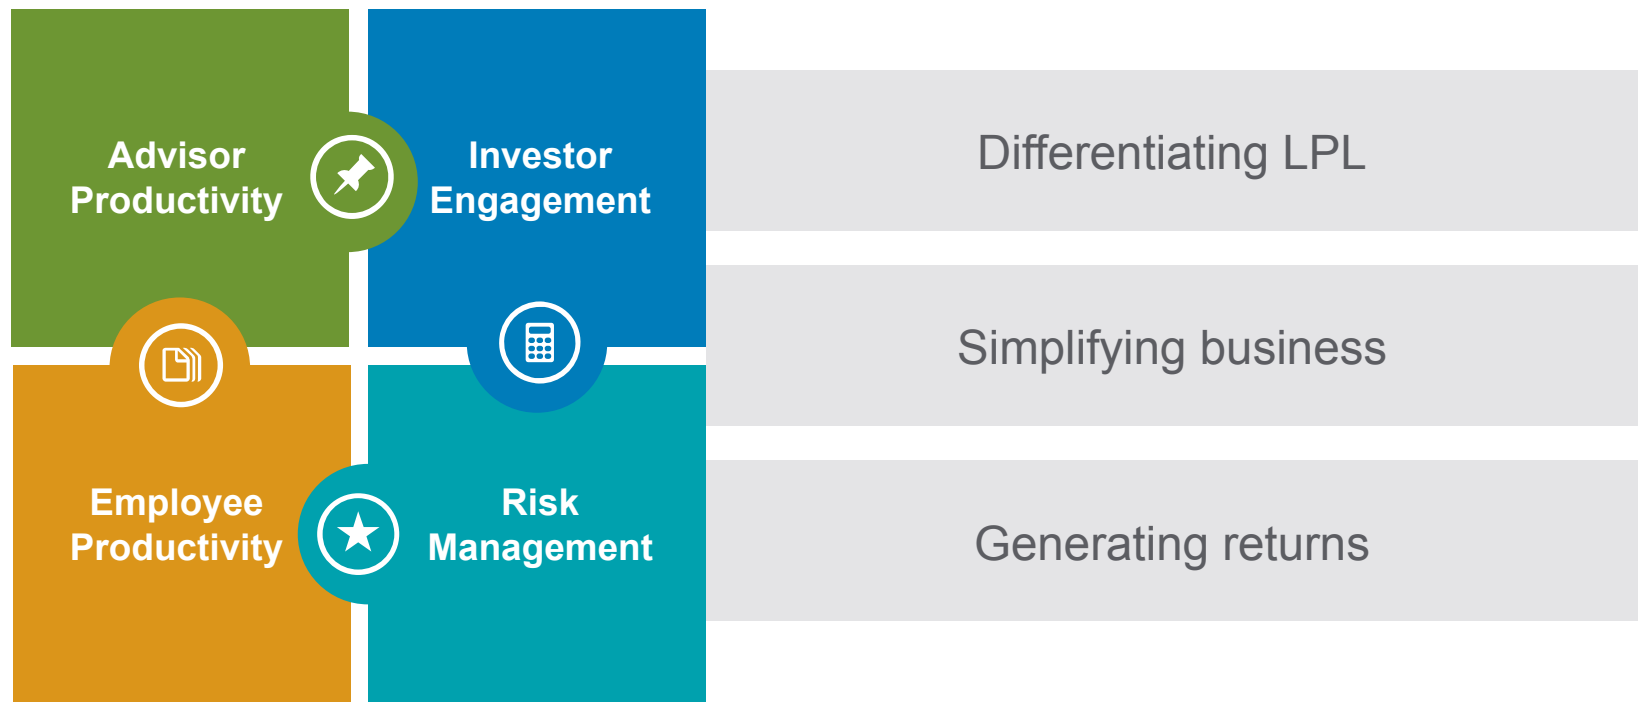 Advisor
Productivity
Investor
Engagement
Employee
Productivity
Risk
Management
Differentiating LPL
Simplifying business
Generating returns